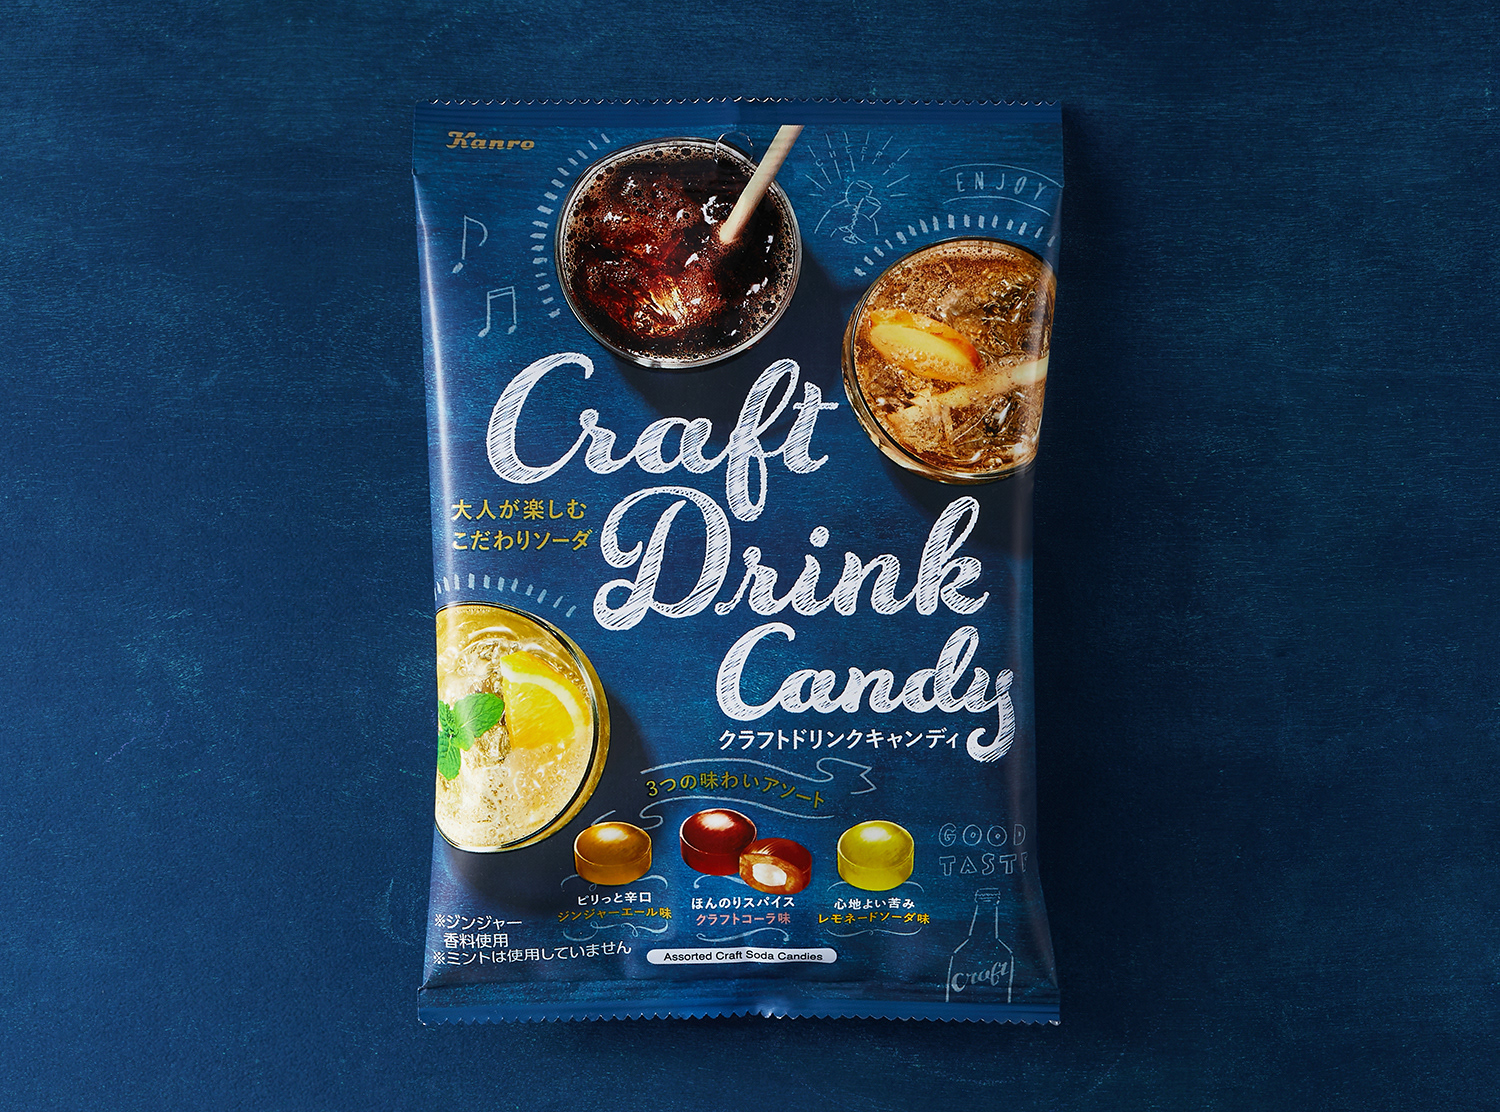 Kanro
CHEERS
ENJOY
Craft
Drink
Candy
大人が楽しむ
こだわりソーダ
クラフトドリンクキャンディ
3つの味わいアソート
ピリっと辛口
ジンジャーエール味
ほんのりスパイス
クラフトコーラ味
心地よい苦み
レモネードソーダ味
GOOD
TASTE
※ジンジャー
香料使用
※ミントは使用していません
Assorted Craft Soda Candies
Craft